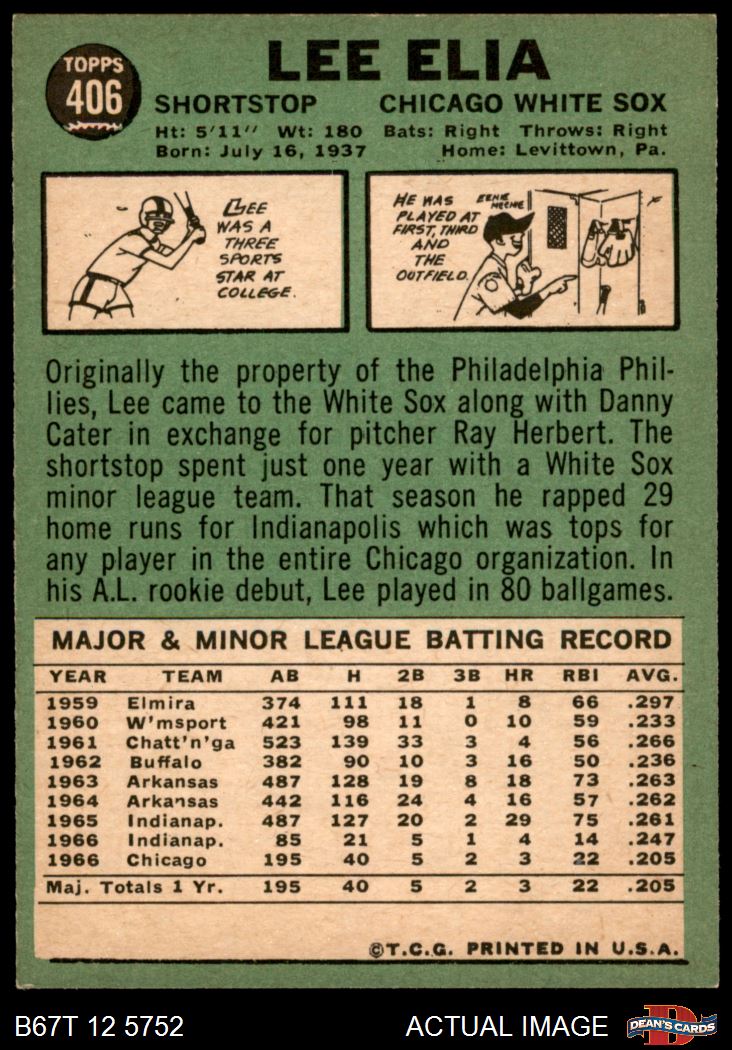 TOPPS
406
LEE ELIA
SHORTSTOP CHICAGO WHITE SOX
Ht: 5'11" Wt: 180 Bats: Right Throws: Right
Born: July 16, 1937 Home: Levittown, Pa.
LEE
WAS A
THREE
SPORTS
STAR AT
COLLEGE.
HE WAS
PLAYED AT
FIRST, THIRD
AND
THE
OUTFIELD.
EENIE
MEENIE
Originally the property of the Philadelphia Phil-
lies, Lee came to the White Sox along with Danny
Cater in exchange for pitcher Ray Herbert. The
shortstop spent just one year with a White Sox
minor league team. That season he rapped 29
home runs for Indianapolis which was tops for
any player in the entire Chicago organization. In
his A.L. rookie debut, Lee played in 80 ballgames.
MAJOR & MINOR LEAGUE BATTING RECORD
YEAR TEAM AB H 2B 3B HR RBI AVG.
1959 Elmira 374 111 18 1 8 66 .297
1960 W'msport 421 98 11 0 10 59 .233
1961 Chatt'n'ga 523 139 33 3 4 56 .266
1962 Buffalo 382 90 10 3 16 50 .236
1963 Arkansas 487 128 19 8 18 73 .263
1964 Arkansas 442 116 24 4 16 57 .262
1965 Indianap. 487 127 20 2 29 75 .261
1966 Indianap. 85 21 5 1 4 14 .247
1966 Chicago 195 40 5 2 3 22 .205
Maj. Totals 1 Yr. 195 40 5 2 3 22 .205
©T.C.G. PRINTED IN U.S.A.
B67T 12 5752 ACTUAL IMAGE
D
DEAN'S CARDS